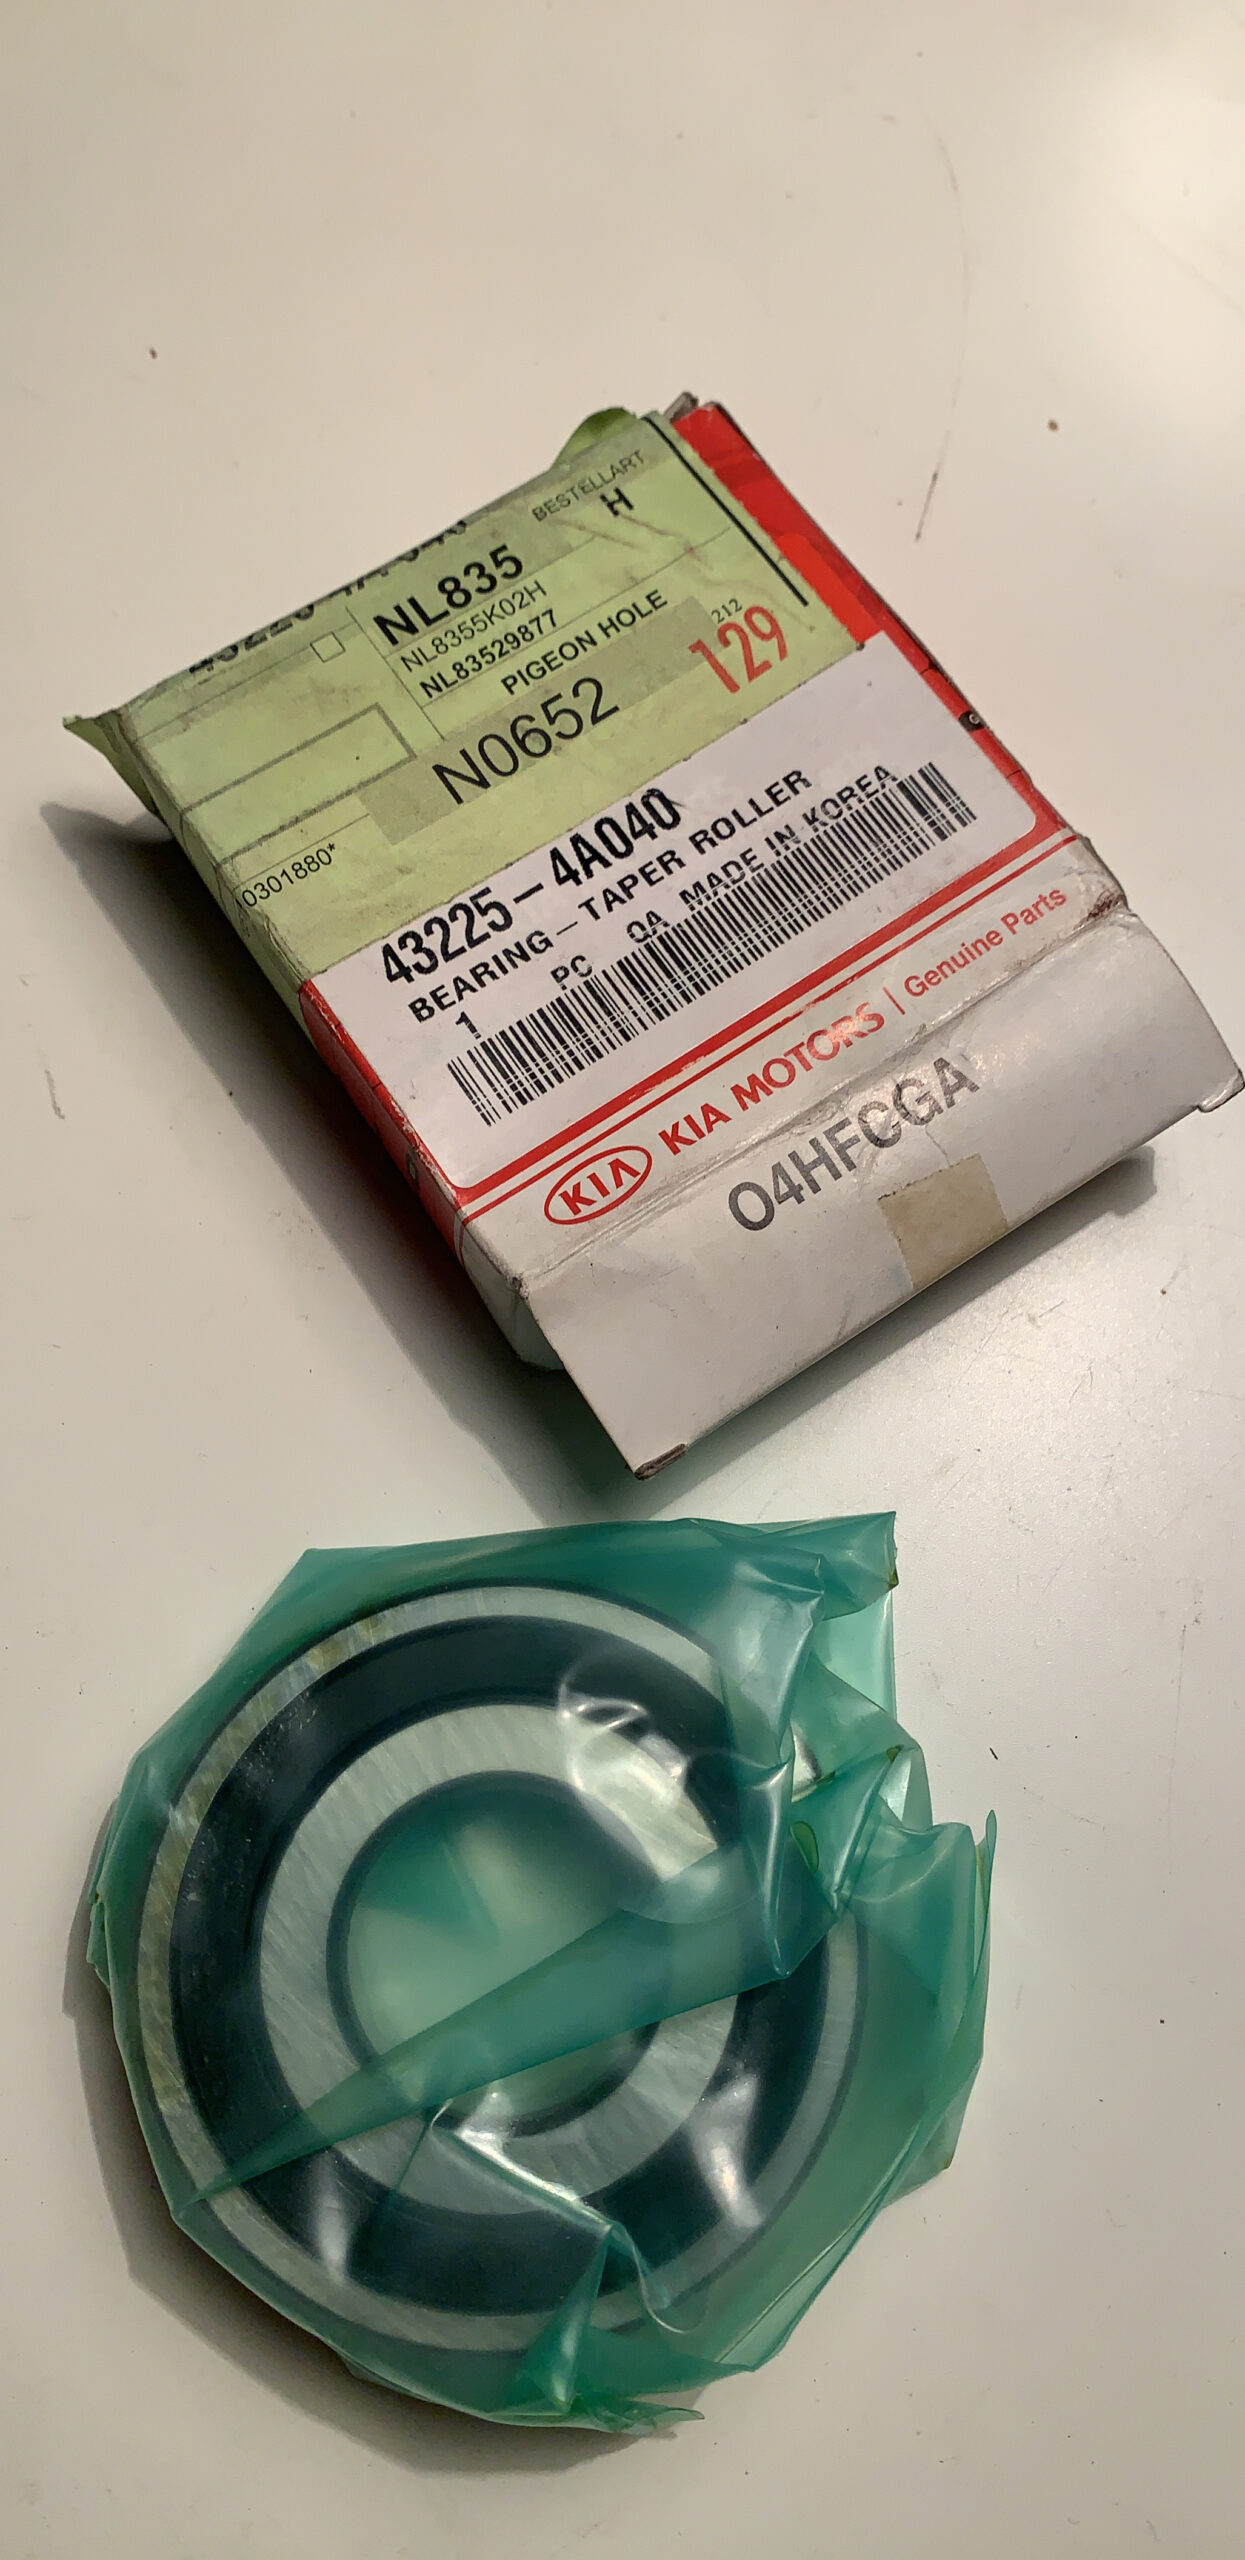 BESTELLART
H
NL835
NL8355K02H
NL83529877
PIGEON HOLE
212
129
N0652
0301880*
43225-4A040
BEARING-TAPER ROLLER
1 PC QA MADE IN KOREA
KIA KIA MOTORS | Genuine Parts
04HFCGA